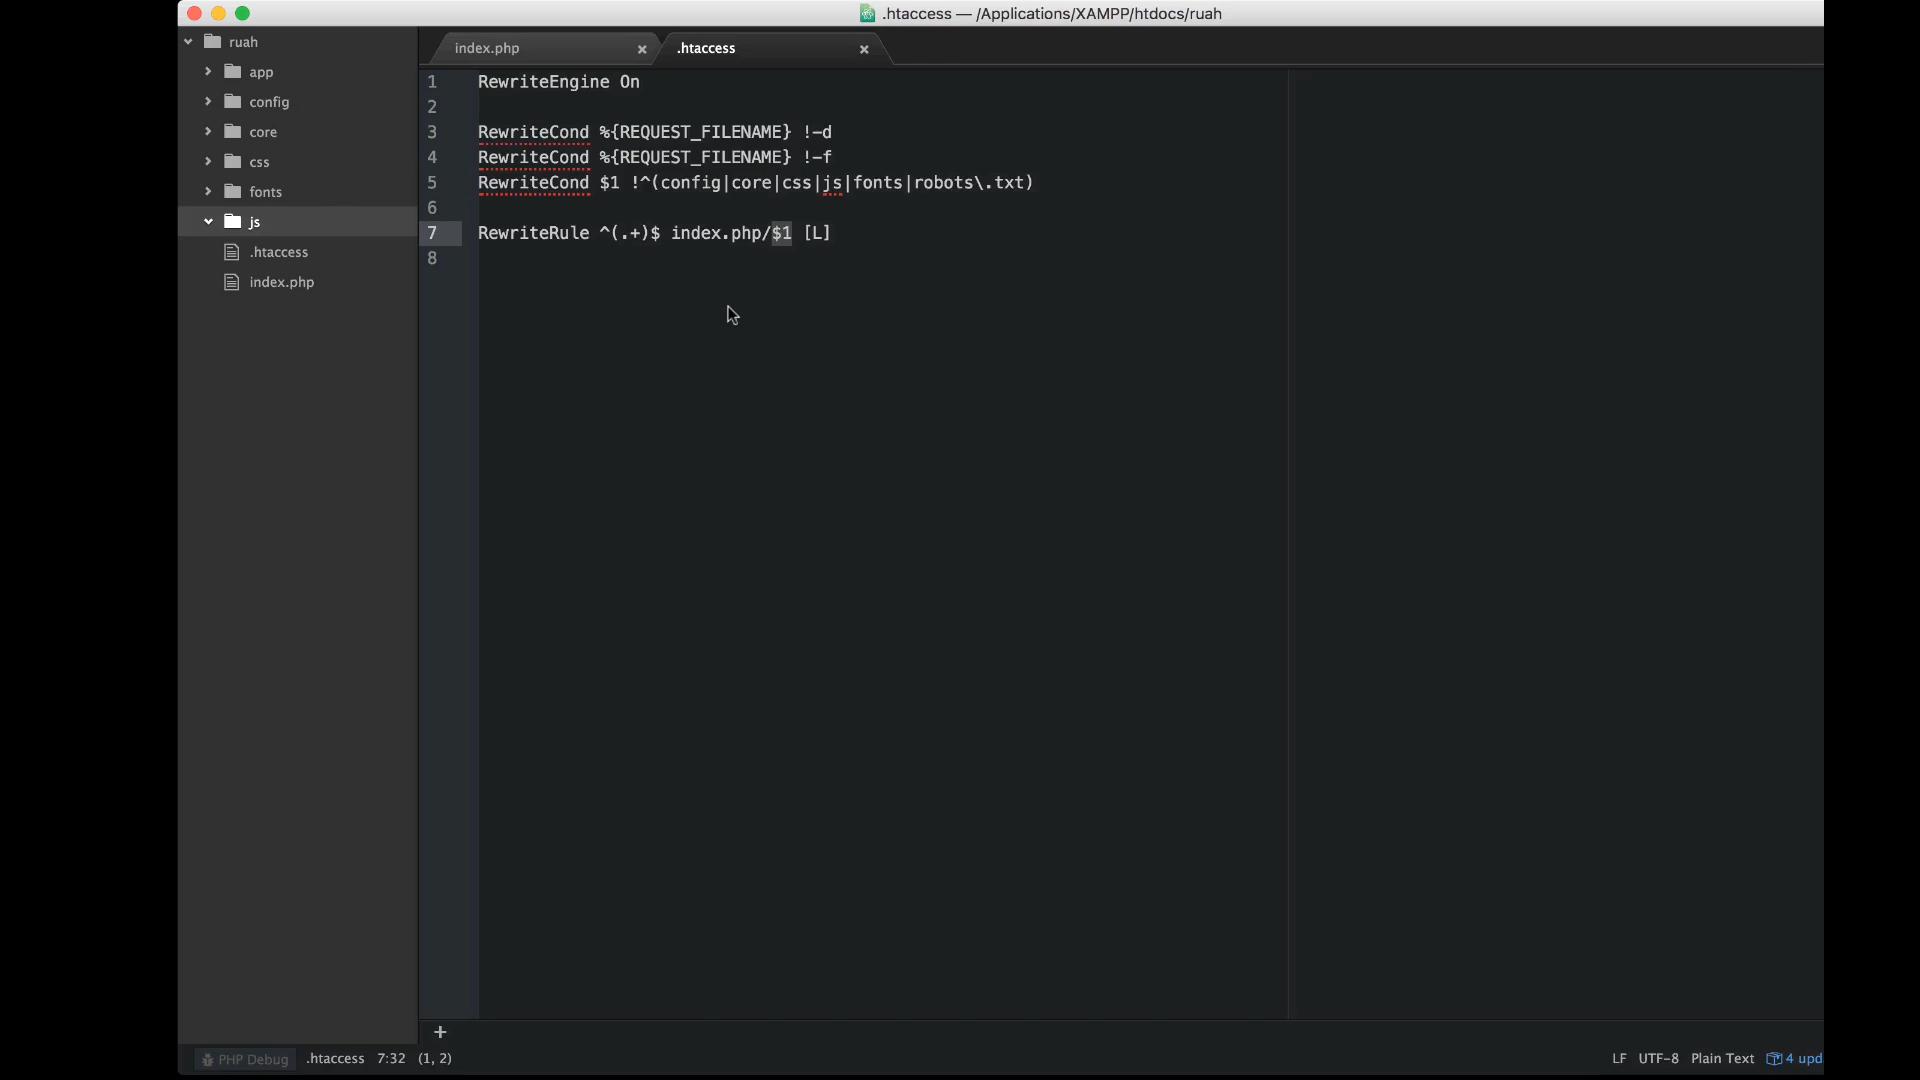 .htaccess — /Applications/XAMPP/htdocs/ruah
ruah
app
config
core
css
fonts
js
.htaccess
index.php
index.php
.htaccess
1 RewriteEngine On
2
3 RewriteCond %{REQUEST_FILENAME} !-d
4 RewriteCond %{REQUEST_FILENAME} !-f
5 RewriteCond $1 !^(config|core|css|js|fonts|robots\.txt)
6
7 RewriteRule ^(.+)$ index.php/$1 [L]
8
+
PHP Debug .htaccess 7:32 (1, 2) LF UTF-8 Plain Text 4 upd